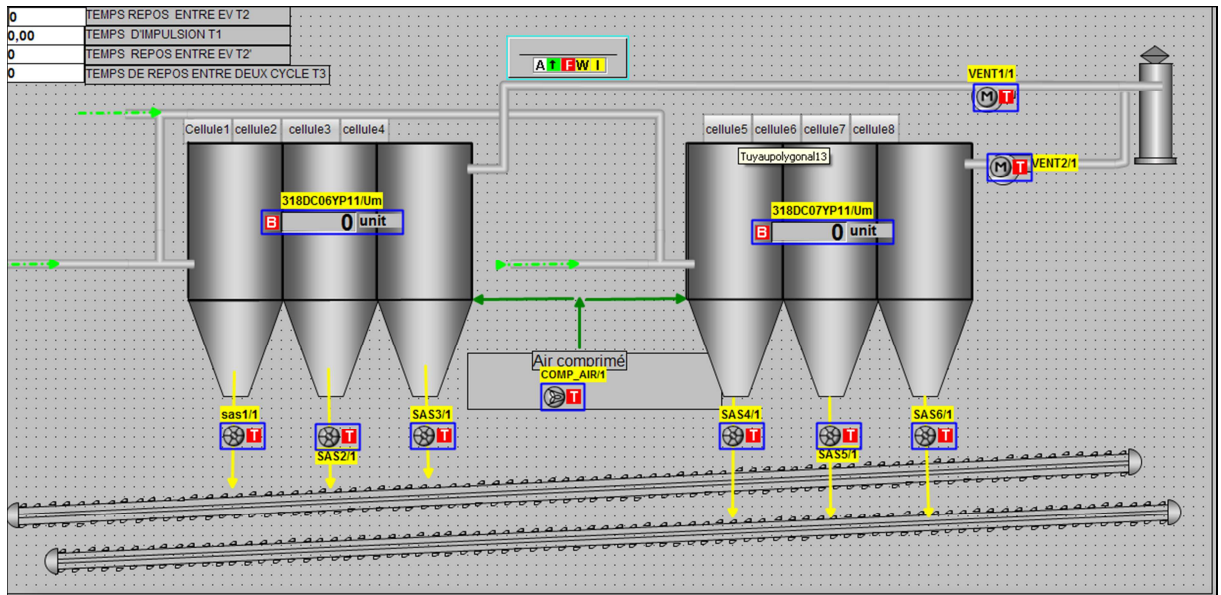 0 TEMPS REPOS ENTRE EV T2
0,00 TEMPS D'IMPULSION T1
0 TEMPS REPOS ENTRE EV T2'
0 TEMPS DE REPOS ENTRE DEUX CYCLE T3
A F W I
VENT1/1
M T
Cellule1 cellule2 cellule3 cellule4
cellule5 cellule6 cellule7 cellule8
Tuyaupolygonal13
M T VENT2/1
318DC06YP11/Um
B 0 unit
318DC07YP11/Um
B 0 unit
Air comprimé
COMP_AIR/1
T
sas1/1
T
SAS2/1
T
SAS3/1
T
SAS4/1
T
SAS5/1
T
SAS6/1
T